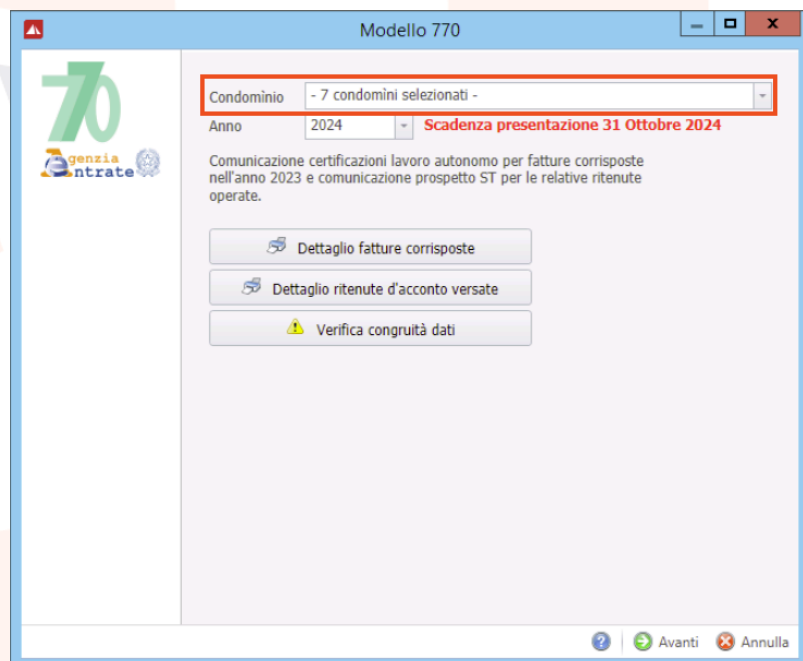 Modello 770
770
Agenzia
Entrate
Condomìnio - 7 condomìni selezionati -
Anno 2024 Scadenza presentazione 31 Ottobre 2024
Comunicazione certificazioni lavoro autonomo per fatture corrisposte
nell'anno 2023 e comunicazione prospetto ST per le relative ritenute
operate.
Dettaglio fatture corrisposte
Dettaglio ritenute d'acconto versate
Verifica congruità dati
Avanti Annulla